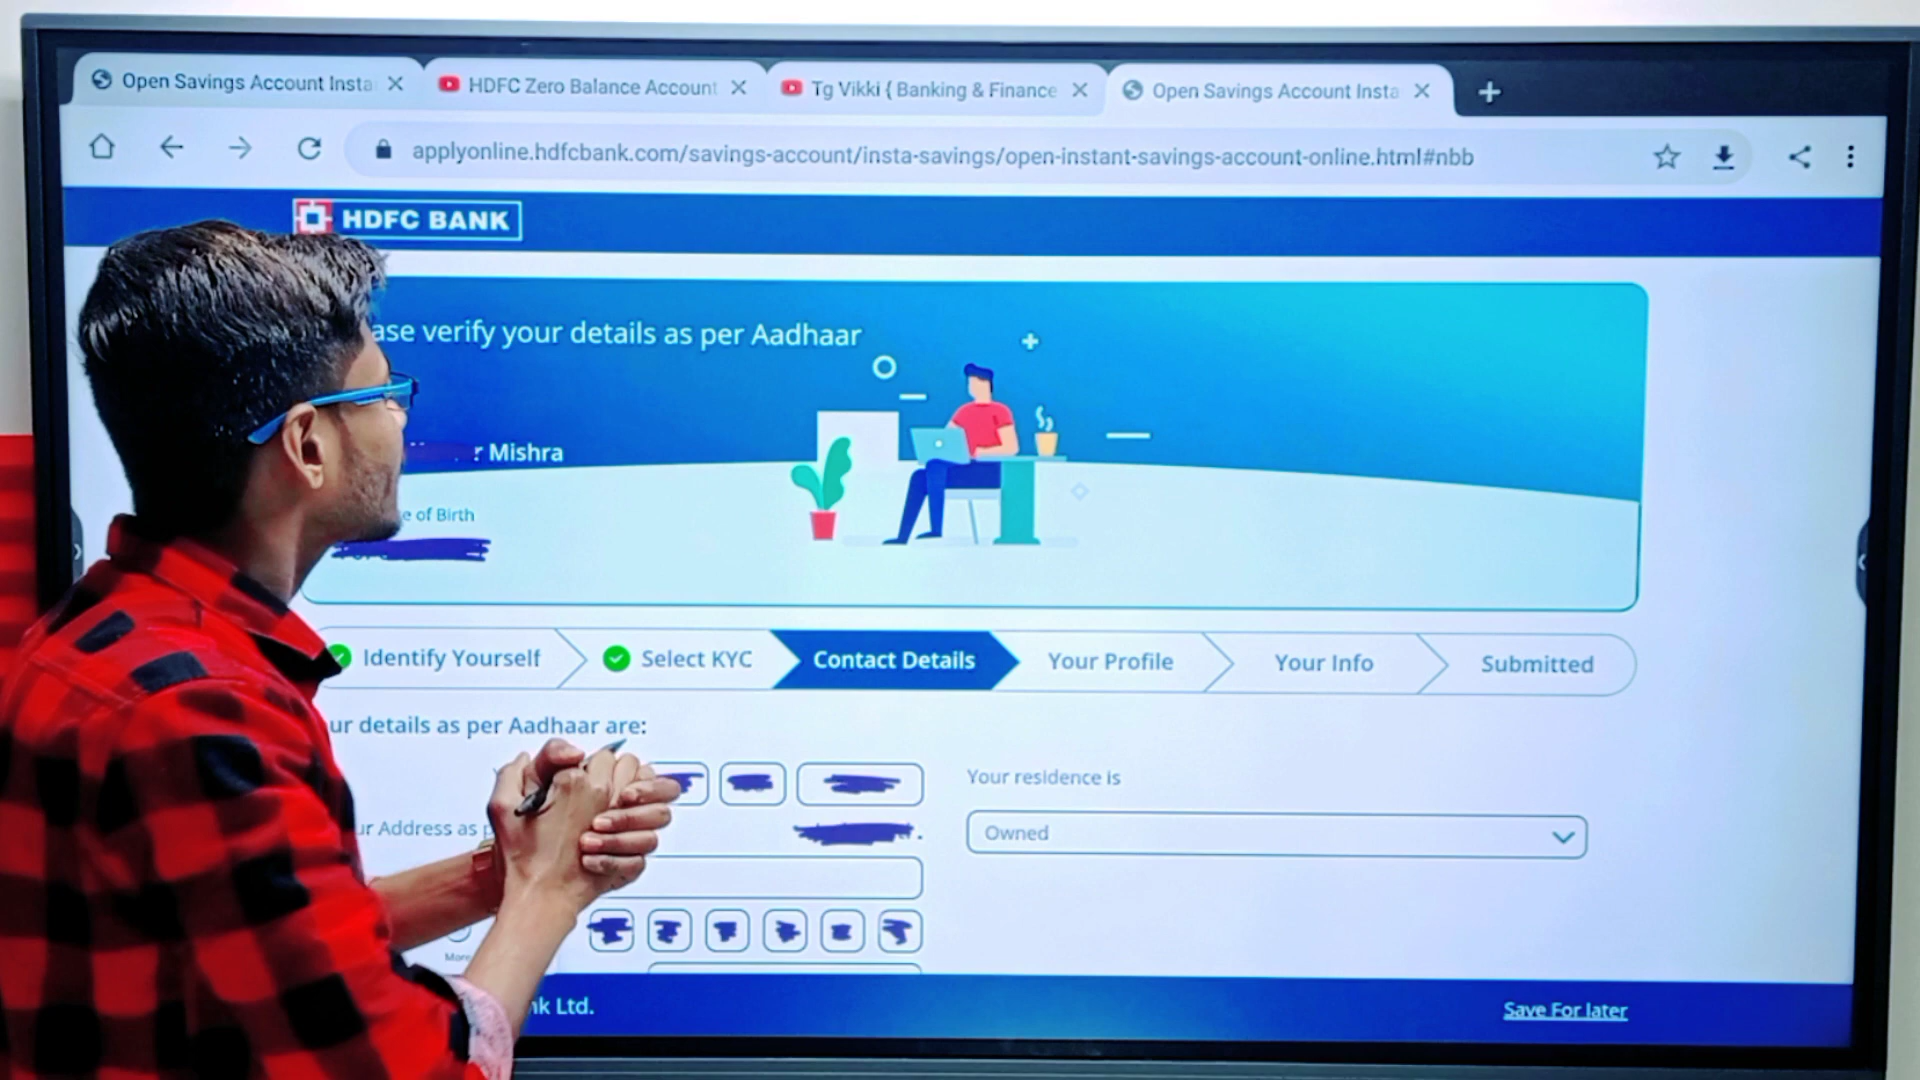 Open Savings Account Insta
HDFC Zero Balance Account
Tg Vikki { Banking & Finance
Open Savings Account Insta
applyonline.hdfcbank.com/savings-account/insta-savings/open-instant-savings-account-online.html#nbb
HDFC BANK
ase verify your details as per Aadhaar
r Mishra
e of Birth
Identify Yourself
Select KYC
Contact Details
Your Profile
Your Info
Submitted
ur details as per Aadhaar are:
Your residence is
ur Address as p
Owned
More
nk Ltd.
Save For later